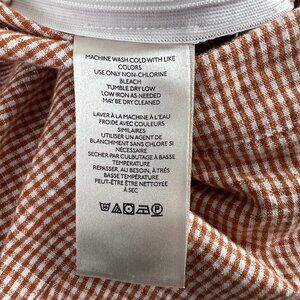 MACHINE WASH COLD WITH LIKE
COLORS
USE ONLY NON-CHLORINE
BLEACH
TUMBLE DRY LOW
LOW IRON AS NEEDED
MAY BE DRY CLEANED
LAVER À LA MACHINE À L'EAU
FROIDE AVEC COULEURS
SIMILAIRES
UTILISER UN AGENT DE
BLANCHIMENT SANS CHLORE SI
NÉCESSAIRE
SECHER PAR CULBUTAGE À BASSE
TEMPÉRATURE
REPASSER, AU BESOIN, À TRÈS
BASSE TEMPÉRATURE
PEUT-ÊTRE ÊTRE NETTOYÉE
À SEC